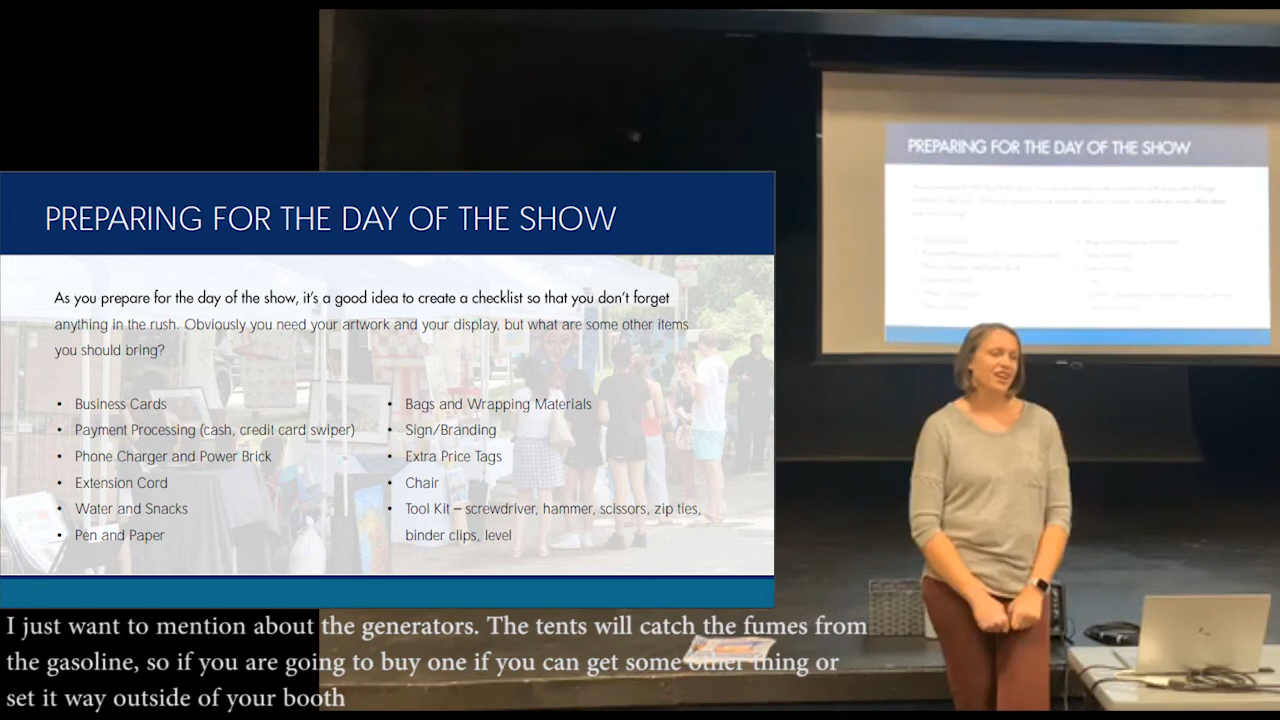 PREPARING FOR THE DAY OF THE SHOW
PREPARING FOR THE DAY OF THE SHOW
As you prepare for the day of the show, it's a good idea to create a checklist so that you don't forget
anything in the rush. Obviously you need your artwork and your display, but what are some other items
you should bring?
• Business Cards
• Payment Processing (cash, credit card swiper)
• Phone Charger and Power Brick
• Extension Cord
• Water and Snacks
• Pen and Paper
• Bags and Wrapping Materials
• Sign/Branding
• Extra Price Tags
• Chair
• Tool Kit – screwdriver, hammer, scissors, zip ties,
binder clips, level
I just want to mention about the generators. The tents will catch the fumes from
the gasoline, so if you are going to buy one if you can get some other thing or
set it way outside of your booth